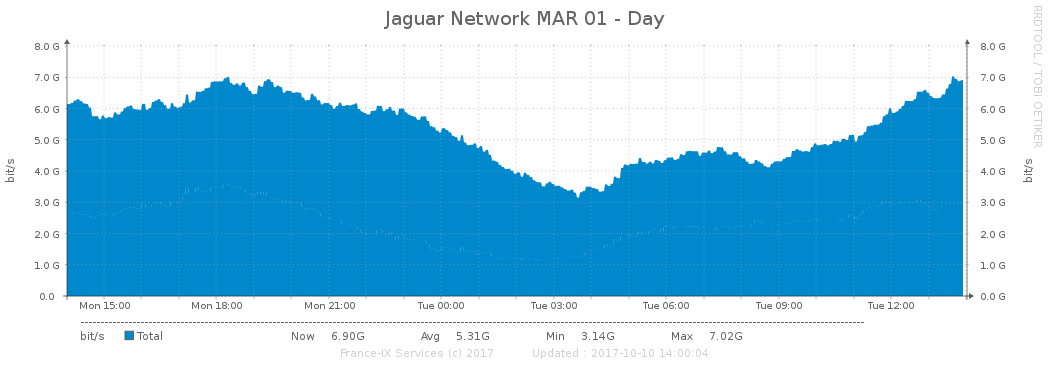 Jaguar Network MAR 01 - Day
RRDTOOL / TOBI OETIKER
8.0 G 8.0 G
7.0 G 7.0 G
6.0 G 6.0 G
5.0 G 5.0 G
4.0 G 4.0 G
3.0 G 3.0 G
2.0 G 2.0 G
1.0 G 1.0 G
0.0 0.0 G
bit/s bit/s
Mon 15:00 Mon 18:00 Mon 21:00 Tue 00:00 Tue 03:00 Tue 06:00 Tue 09:00 Tue 12:00
bit/s Total Now 6.90G Avg 5.31G Min 3.14G Max 7.02G
France-IX Services (c) 2017 Updated : 2017-10-10 14:00:04